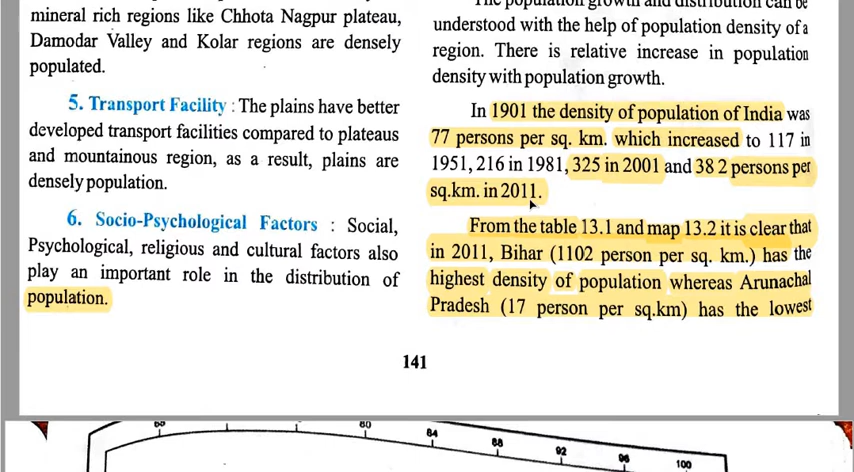 mineral rich regions like Chhota Nagpur plateau,
Damodar Valley and Kolar regions are densely
populated.
5. Transport Facility : The plains have better
developed transport facilities compared to plateaus
and mountainous region, as a result, plains are
densely population.
6. Socio-Psychological Factors : Social,
Psychological, religious and cultural factors also
play an important role in the distribution of
population.
The population growth and distribution can be
understood with the help of population density of a
region. There is relative increase in population
density with population growth.
In 1901 the density of population of India was
77 persons per sq. km. which increased to 117 in
1951, 216 in 1981, 325 in 2001 and 38 2 persons per
sq.km. in 2011.
From the table 13.1 and map 13.2 it is clear that
in 2011, Bihar (1102 person per sq. km.) has the
highest density of population whereas Arunachal
Pradesh (17 person per sq.km) has the lowest
141
80
84
88
92
96
100